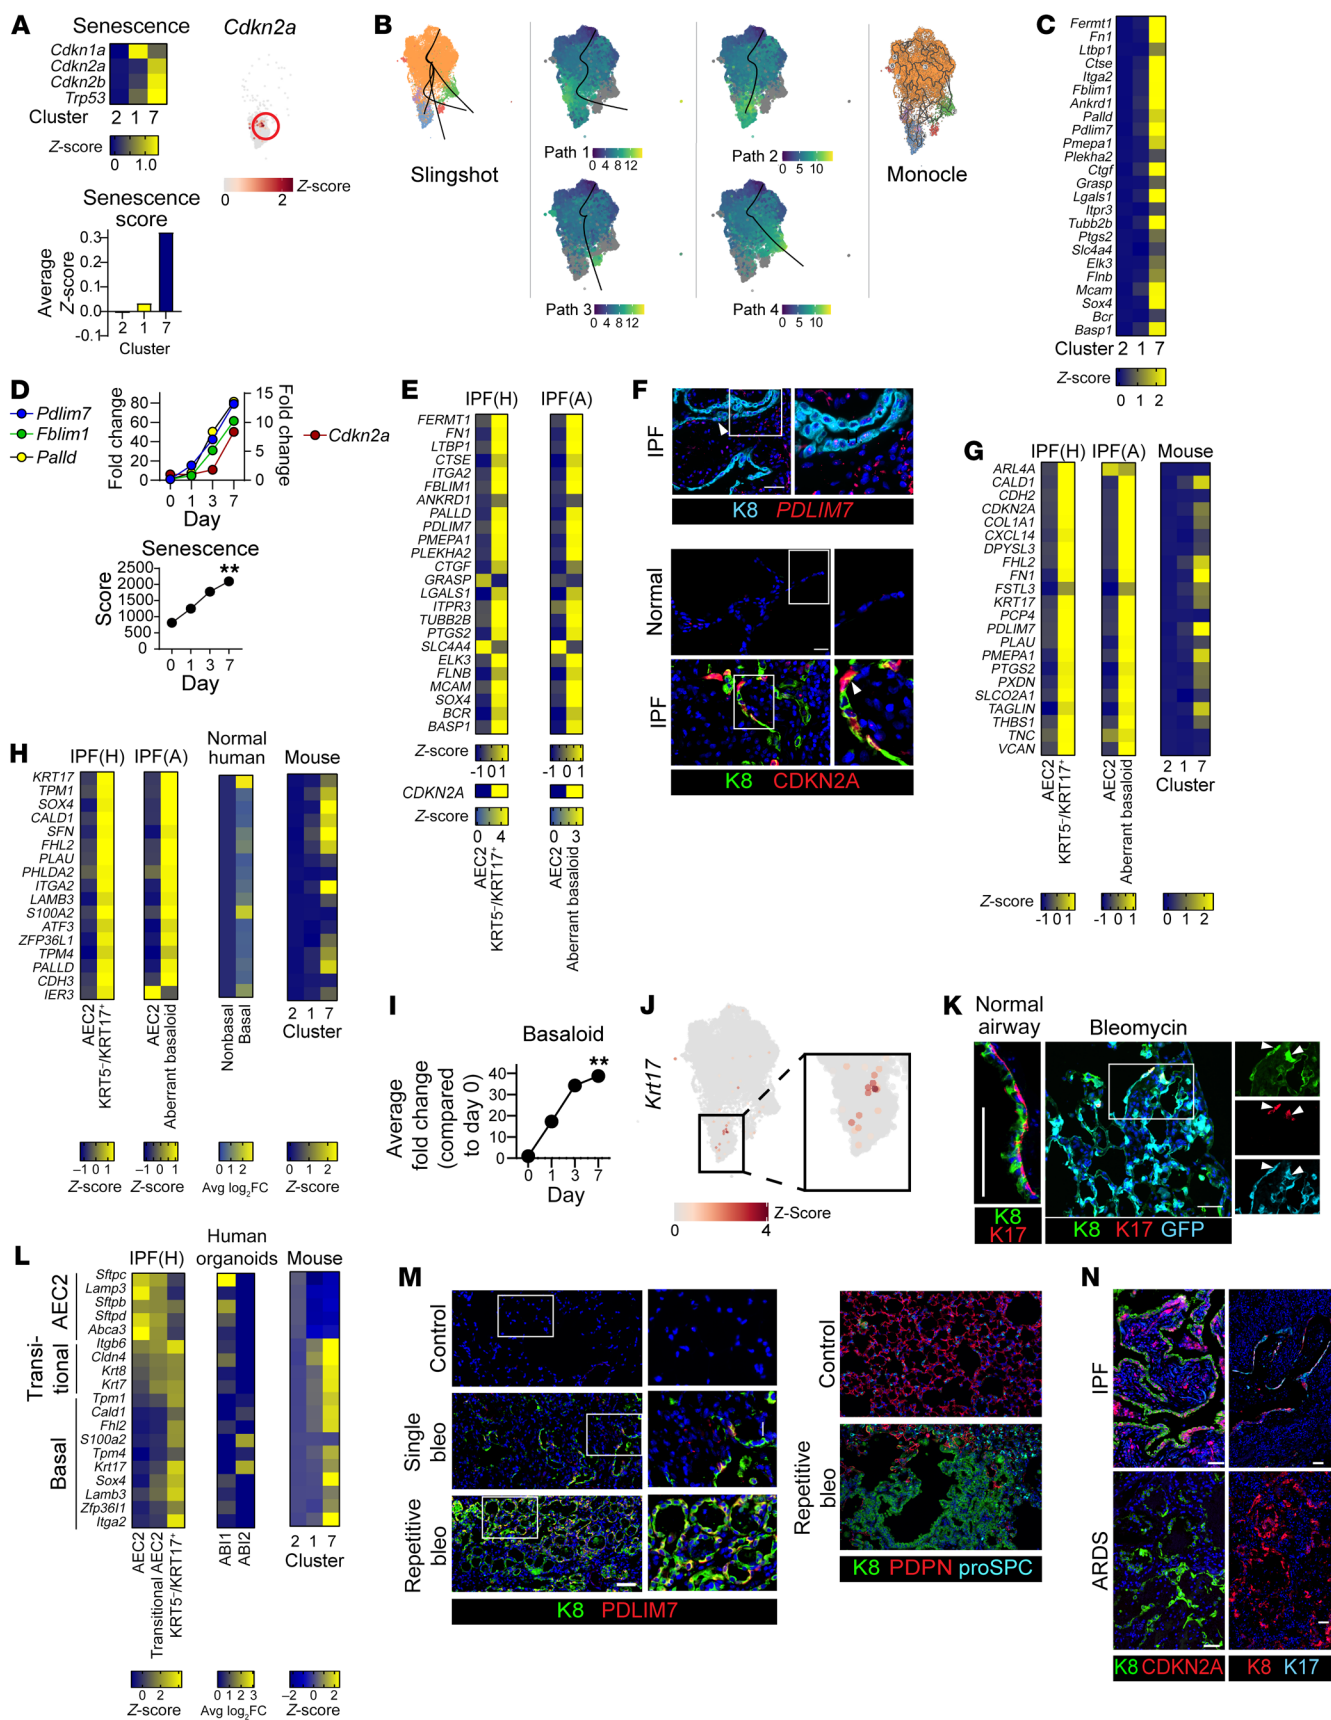 A
Senescence
Cdkn1a
Cdkn2a
Cdkn2b
Trp53
Cluster 2 1 7
Z-score
0 1.0
Cdkn2a
0 2 Z-score
Senescence
score
Average
Z-score
0.3
0.2
0.1
0.0
-0.1
2 1 7
Cluster
B
Slingshot
Path 1
0 4 8 12
Path 2
0 5 10
Path 3
0 4 8 12
Path 4
0 5 10
Monocle
C
Fermt1
Fn1
Ltbp1
Ctse
Itga2
Fblim1
Ankrd1
Palld
Pdlim7
Pmepa1
Plekha2
Ctgf
Grasp
Lgals1
Itpr3
Tubb2b
Ptgs2
Slc4a4
Elk3
Flnb
Mcam
Sox4
Bcr
Basp1
Cluster 2 1 7
Z-score
0 1 2
D
Pdlim7
Fblim1
Palld
Fold change
80
60
40
20
0
15
10
5
0
Fold change
Cdkn2a
0 1 3 7
Day
Senescence
**
Score
2500
2000
1500
1000
500
0 1 3 7
Day
E
IPF(H) IPF(A)
FERMT1
FN1
LTBP1
CTSE
ITGA2
FBLIM1
ANKRD1
PALLD
PDLIM7
PMEPA1
PLEKHA2
CTGF
GRASP
LGALS1
ITPR3
TUBB2B
PTGS2
SLC4A4
ELK3
FLNB
MCAM
SOX4
BCR
BASP1
Z-score
-1 0 1 -1 0 1
CDKN2A
Z-score
0 4 0 3
AEC2
KRT5⁻/KRT17⁺
AEC2
Aberrant basaloid
F
IPF
K8 PDLIM7
Normal
IPF
K8 CDKN2A
G
IPF(H) IPF(A) Mouse
ARL4A
CALD1
CDH2
CDKN2A
COL1A1
CXCL14
DPYSL3
FHL2
FN1
FSTL3
KRT17
PCP4
PDLIM7
PLAU
PMEPA1
PTGS2
PXDN
SLCO2A1
TAGLIN
THBS1
TNC
VCAN
AEC2
KRT5⁻/KRT17⁺
AEC2
Aberrant basaloid
2 1 7
Cluster
Z-score
-1 0 1 -1 0 1 0 1 2
H
IPF(H) IPF(A) Normal human Mouse
KRT17
TPM1
SOX4
CALD1
SFN
FHL2
PLAU
PHLDA2
ITGA2
LAMB3
S100A2
ATF3
ZFP36L1
TPM4
PALLD
CDH3
IER3
AEC2
KRT5⁻/KRT17⁺
AEC2
Aberrant basaloid
Nonbasal
Basal
2 1 7
Cluster
−1 0 1
Z-score
−1 0 1
Z-score
0 1 2
Avg log₂FC
0 1 2
Z-score
I
Basaloid
**
Average
fold change
(compared
to day 0)
40
30
20
10
0
0 1 3 7
Day
J
Krt17
0 4 Z-Score
K
Normal
airway
Bleomycin
K8
K17
K8 K17 GFP
L
IPF(H) Human organoids Mouse
AEC2
Transi-
tional
Basal
Sftpc
Lamp3
Sftpb
Sftpd
Abca3
Itgb6
Cldn4
Krt8
Krt7
Tpm1
Cald1
Fhl2
S100a2
Tpm4
Krt17
Sox4
Lamb3
Zfp36l1
Itga2
AEC2
Transitional AEC2
KRT5⁻/KRT17⁺
ABI1
ABI2
2 1 7
Cluster
0 2
Z-score
0 1 2 3
Avg log₂FC
−2 0 2
Z-score
M
Control
Single
bleo
Repetitive
bleo
K8 PDLIM7
Control
Repetitive
bleo
K8 PDPN proSPC
N
IPF
ARDS
K8 CDKN2A
K8 K17